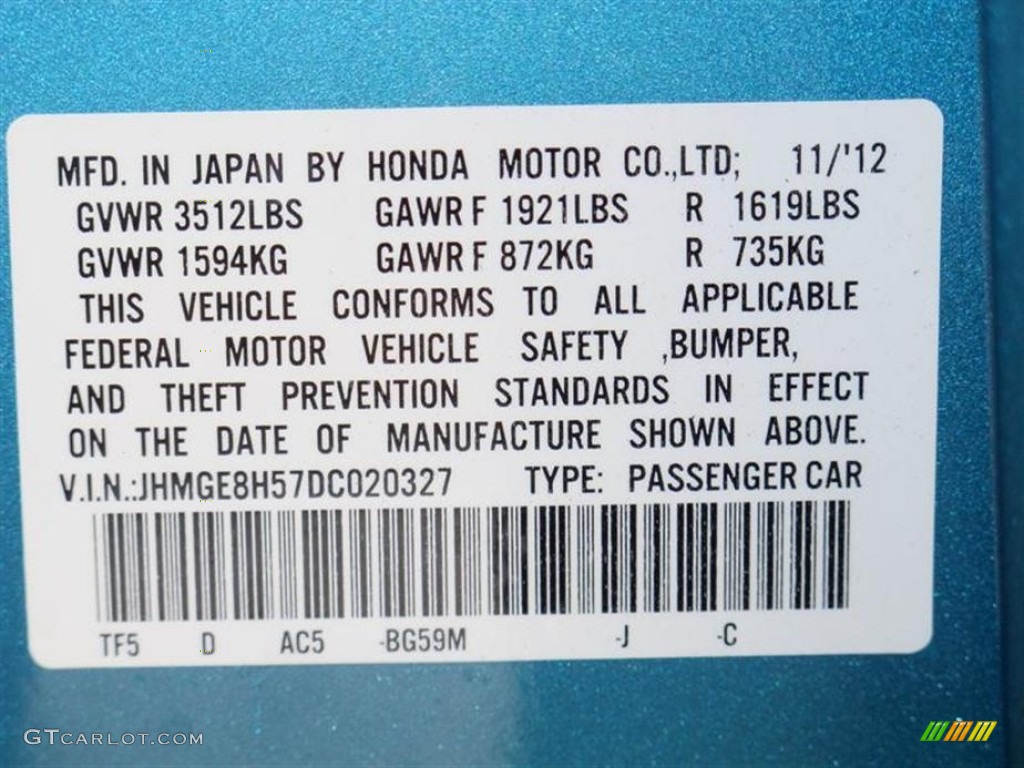 MFD. IN JAPAN BY HONDA MOTOR CO.,LTD; 11/'12
GVWR 3512LBS GAWR F 1921LBS R 1619LBS
GVWR 1594KG GAWR F 872KG R 735KG
THIS VEHICLE CONFORMS TO ALL APPLICABLE
FEDERAL MOTOR VEHICLE SAFETY ,BUMPER,
AND THEFT PREVENTION STANDARDS IN EFFECT
ON THE DATE OF MANUFACTURE SHOWN ABOVE.
V.I.N.:JHMGE8H57DC020327 TYPE: PASSENGER CAR
TF5 D AC5 -BG59M -J -C
GTCARLOT.COM